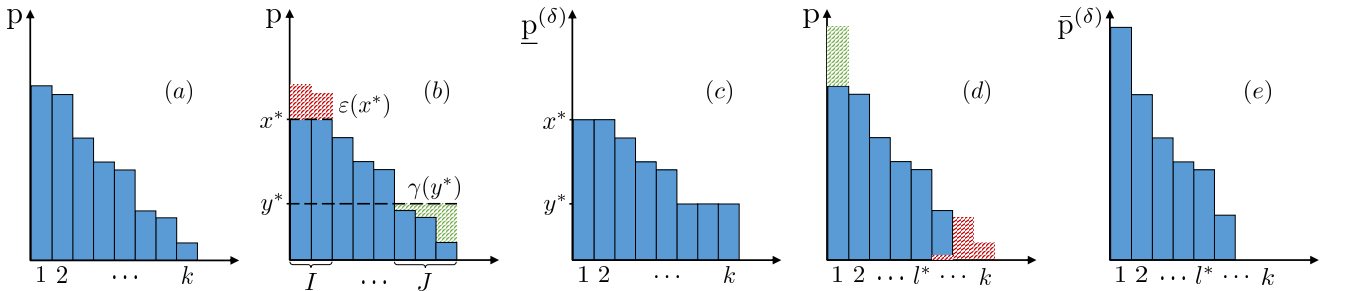 p
(a)
1 2 ⋯ k
p
x*
ε(x*)
(b)
γ(y*)
y*
I ⋯ J
p̲^(δ)
x*
(c)
y*
1 2 ⋯ k
p
(d)
1 2 ⋯ l* ⋯ k
p̄^(δ)
(e)
1 2 ⋯ l* ⋯ k